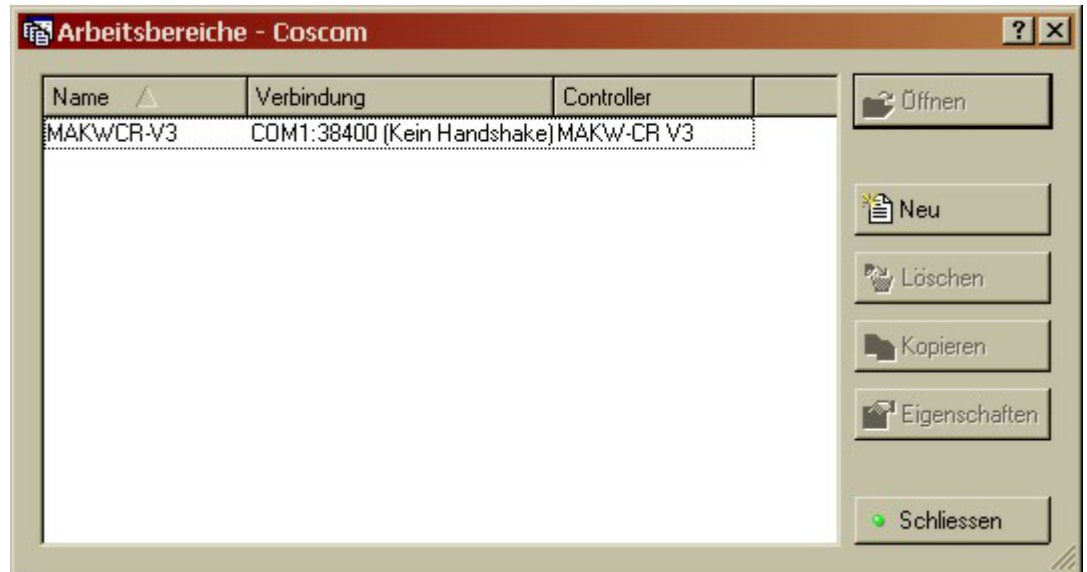 Arbeitsbereiche - Coscom
Name Verbindung Controller
MAKWCR-V3 COM1:38400 (Kein Handshake) MAKW-CR V3
Öffnen
Neu
Löschen
Kopieren
Eigenschaften
Schliessen